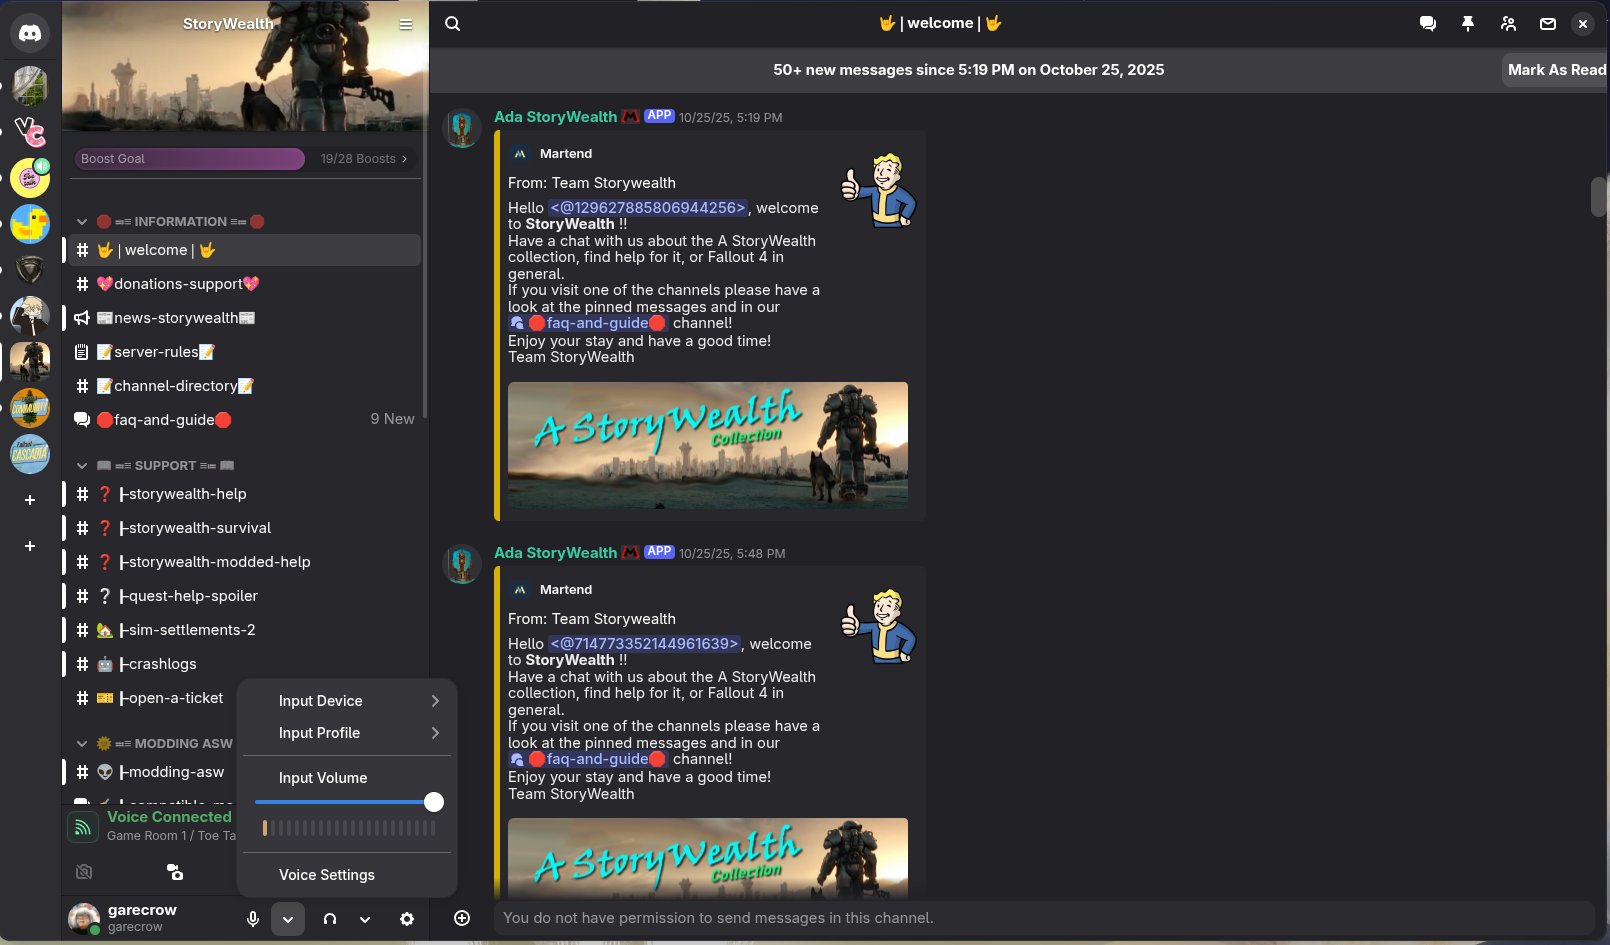 StoryWealth
Boost Goal
19/28 Boosts
INFORMATION
| welcome |
donations-support
news-storywealth
server-rules
channel-directory
faq-and-guide
9 New
SUPPORT
storywealth-help
storywealth-survival
storywealth-modded-help
quest-help-spoiler
sim-settlements-2
crashlogs
open-a-ticket
MODDING ASW
modding-asw
Voice Connected
Game Room 1 / Toe Ta
garecrow
garecrow
Input Device
Input Profile
Input Volume
Voice Settings
| welcome |
50+ new messages since 5:19 PM on October 25, 2025
Mark As Read
Ada StoryWealth M APP 10/25/25, 5:19 PM
Martend
From: Team Storywealth
Hello <@129627885806944256>, welcome
to StoryWealth !!
Have a chat with us about the A StoryWealth
collection, find help for it, or Fallout 4 in
general.
If you visit one of the channels please have a
look at the pinned messages and in our
faq-and-guide channel!
Enjoy your stay and have a good time!
Team StoryWealth
A StoryWealth
Collection
Ada StoryWealth M APP 10/25/25, 5:48 PM
Martend
From: Team Storywealth
Hello <@714773352144961639>, welcome
to StoryWealth !!
Have a chat with us about the A StoryWealth
collection, find help for it, or Fallout 4 in
general.
If you visit one of the channels please have a
look at the pinned messages and in our
faq-and-guide channel!
Enjoy your stay and have a good time!
Team StoryWealth
A StoryWealth
Collection
You do not have permission to send messages in this channel.